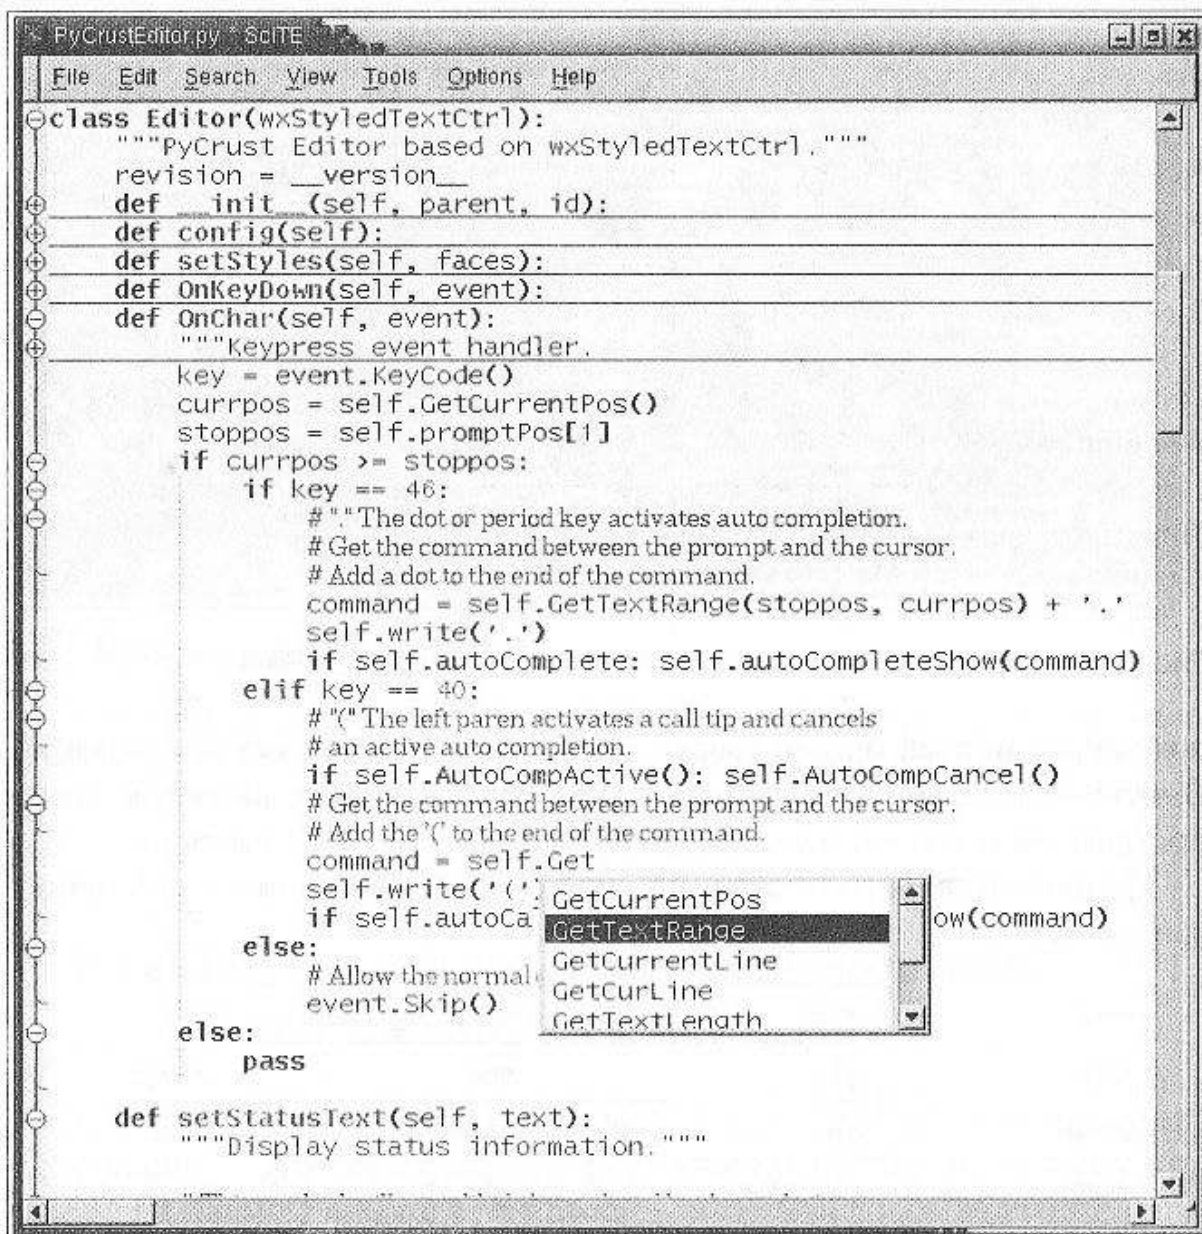 PyCrustEditor.py * SciTE
File Edit Search View Tools Options Help
class Editor(wxStyledTextCtrl):
"""PyCrust Editor based on wxStyledTextCtrl."""
revision = __version__
def __init__(self, parent, id):
def config(self):
def setStyles(self, faces):
def OnKeyDown(self, event):
def OnChar(self, event):
"""Keypress event handler.
key = event.KeyCode()
currpos = self.GetCurrentPos()
stoppos = self.promptPos[1]
if currpos >= stoppos:
if key == 46:
# "." The dot or period key activates auto completion.
# Get the command between the prompt and the cursor.
# Add a dot to the end of the command.
command = self.GetTextRange(stoppos, currpos) + '.'
self.write('.')
if self.autoComplete: self.autoCompleteShow(command)
elif key == 40:
# "(" The left paren activates a call tip and cancels
# an active auto completion.
if self.AutoCompActive(): self.AutoCompCancel()
# Get the command between the prompt and the cursor.
# Add the '(' to the end of the command.
command = self.Get
self.write('('
GetCurrentPos
if self.autoCa
GetTextRange
ow(command)
else:
GetCurrentLine
# Allow the normal
GetCurLine
event.Skip()
GetTextLength
else:
pass
def setStatusText(self, text):
"""Display status information."""